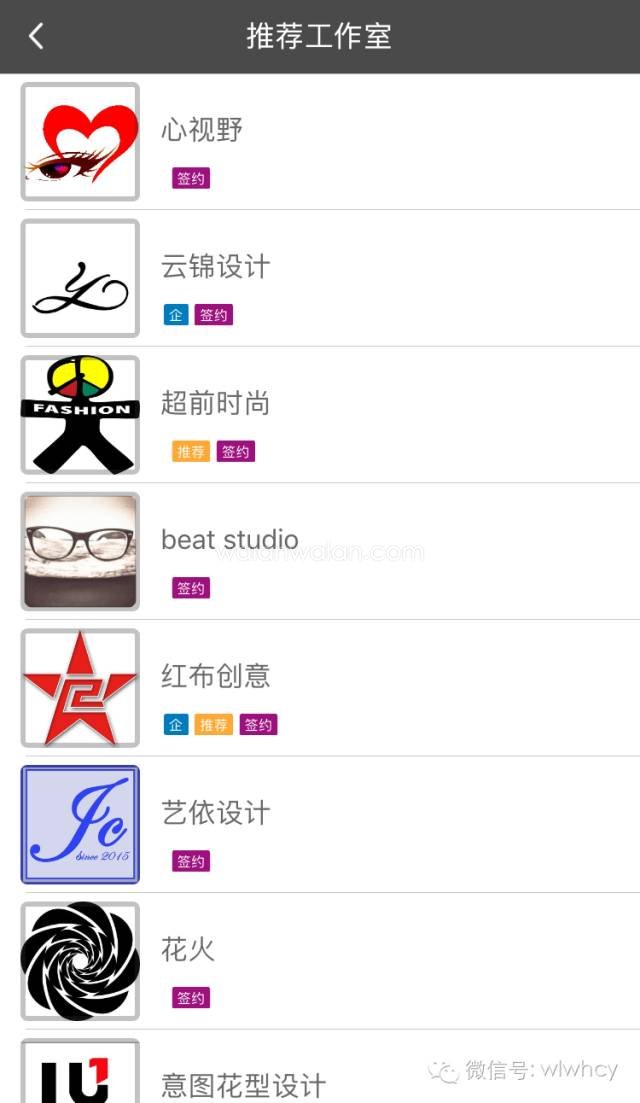 推荐工作室
心视野
签约
云锦设计
企 签约
FASHION
超前时尚
推荐 签约
beat studio
walanwalan.com
签约
红布创意
企 推荐 签约
Jc
Since 2015
艺依设计
签约
花火
签约
意图花型设计
微信号: wlwhcy